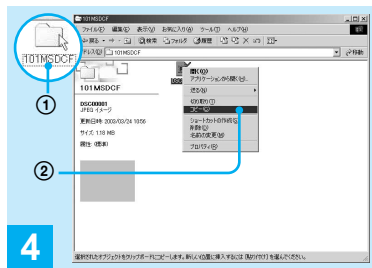 101MSDCF
ファイル(F) 編集(E) 表示(V) お気に入り(A) ツール(T) ヘルプ(H)
戻る 検索 フォルダ 履歴
アドレス(D) 101MSDCF 移動
101MSDCF
①
101MSDCF
DSC00001
JPEG イメージ
更新日時: 2003/03/24 10:56
サイズ: 1.18 MB
属性: (標準)
開く(O)
アプリケーションから開く(H)...
送る(N)
切り取り(T)
コピー(C)
ショートカットの作成(S)
削除(D)
名前の変更(M)
プロパティ(R)
②
4
選択されたオブジェクトをクリップボードにコピーします。新しい位置に挿入するには [貼り付け] を選んでください。